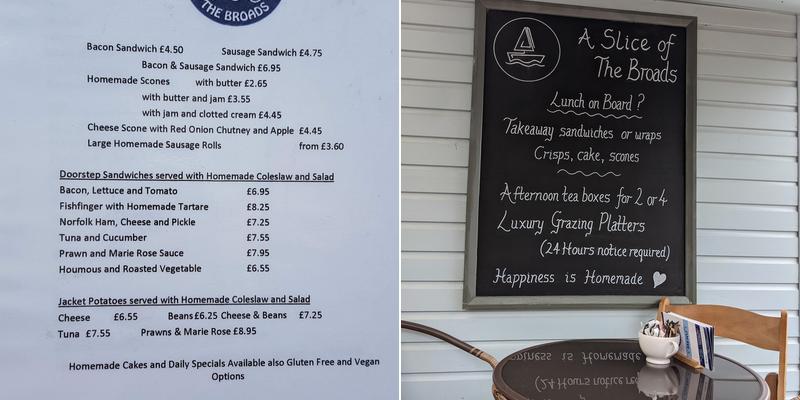 THE BROADS
Bacon Sandwich £4.50 Sausage Sandwich £4.75
Bacon & Sausage Sandwich £6.95
Homemade Scones with butter £2.65
with butter and jam £3.55
with jam and clotted cream £4.45
Cheese Scone with Red Onion Chutney and Apple £4.45
Large Homemade Sausage Rolls from £3.60
Doorstep Sandwiches served with Homemade Coleslaw and Salad
Bacon, Lettuce and Tomato £6.95
Fishfinger with Homemade Tartare £8.25
Norfolk Ham, Cheese and Pickle £7.25
Tuna and Cucumber £7.55
Prawn and Marie Rose Sauce £7.95
Houmous and Roasted Vegetable £6.55
Jacket Potatoes served with Homemade Coleslaw and Salad
Cheese £6.55 Beans £6.25 Cheese & Beans £7.25
Tuna £7.55 Prawns & Marie Rose £8.95
Homemade Cakes and Daily Specials Available also Gluten Free and Vegan
Options
A Slice of
The Broads
Lunch on Board ?
Takeaway sandwiches or wraps
Crisps, cake, scones
Afternoon tea boxes for 2 or 4
Luxury Grazing Platters
(24 Hours notice required)
Happiness is Homemade